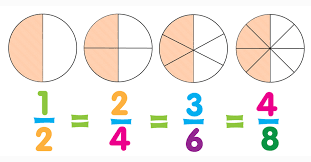 1/2 = 2/4 = 3/6 = 4/8